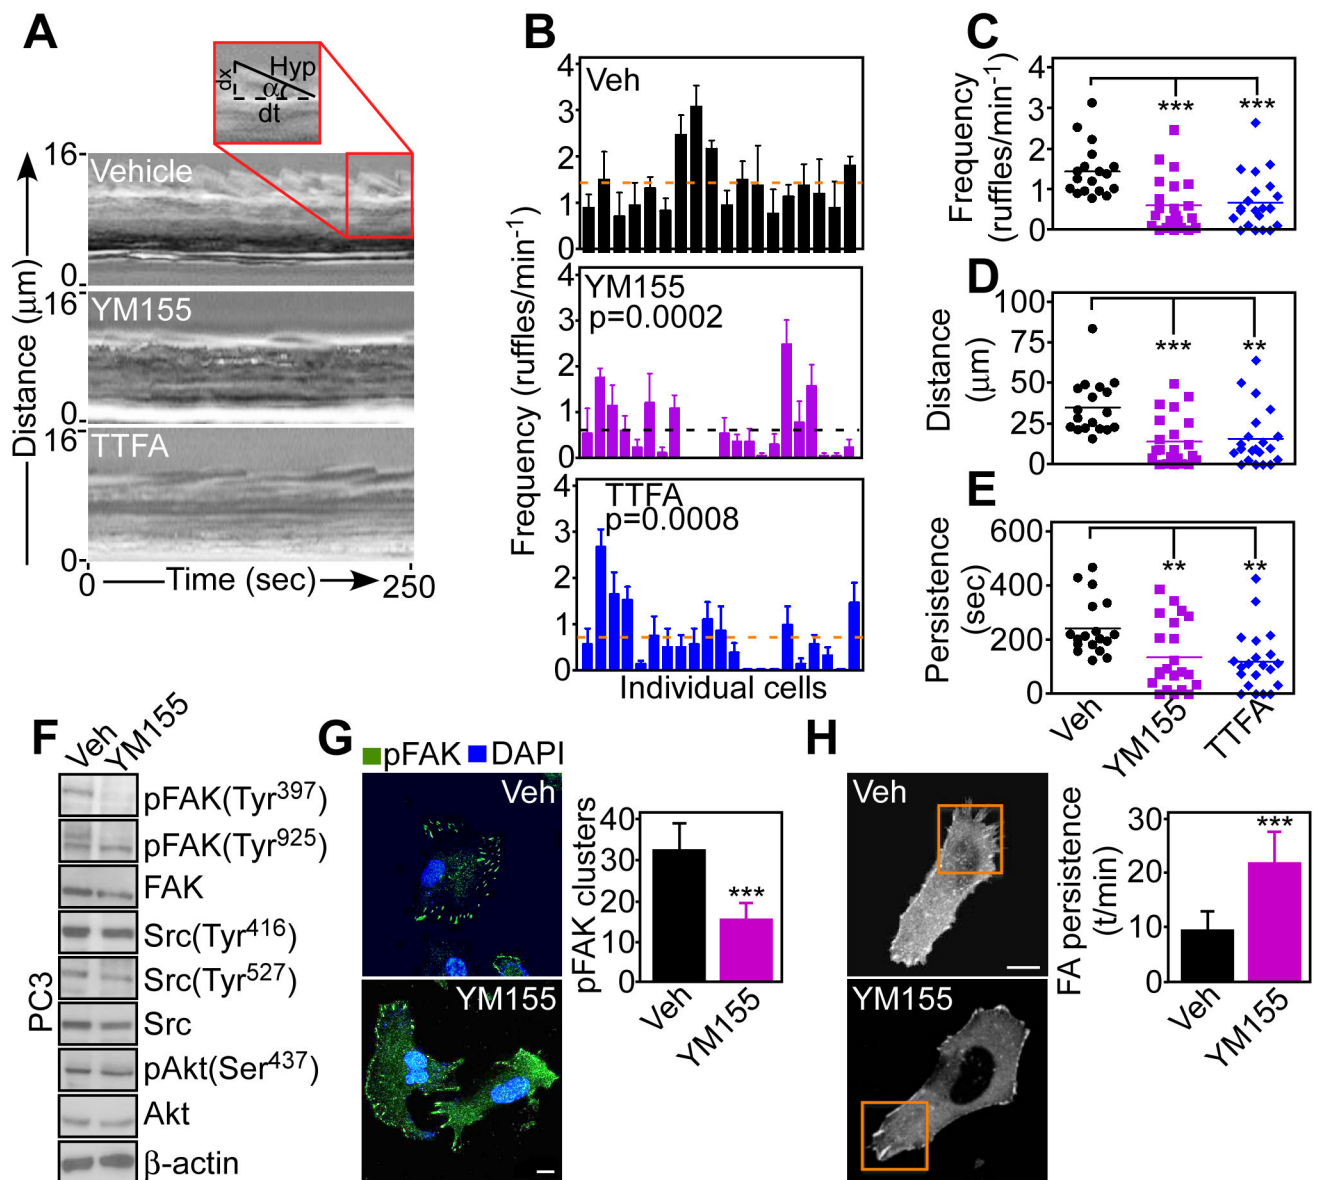 A
dx
Hyp
α
dt
16
Vehicle
0
16
YM155
0
16
TTFA
0
Distance (μm)
0
Time (sec)
250
B
4
Veh
3
2
1
0
4
YM155
p=0.0002
3
2
1
0
4
TTFA
p=0.0008
3
2
1
0
Frequency (ruffles/min⁻¹)
Individual cells
C
Frequency
(ruffles/min⁻¹)
4
3
2
1
0
***
***
D
Distance
(μm)
100
75
50
25
0
***
**
E
Persistence
(sec)
600
400
200
0
**
**
Veh
YM155
TTFA
F
Veh
YM155
PC3
pFAK(Tyr³⁹⁷)
pFAK(Tyr⁹²⁵)
FAK
Src(Tyr⁴¹⁶)
Src(Tyr⁵²⁷)
Src
pAkt(Ser⁴³⁷)
Akt
β-actin
G
pFAK DAPI
Veh
YM155
pFAK clusters
40
30
20
10
0
***
Veh
YM155
H
Veh
YM155
FA persistence
(t/min)
30
20
10
0
***
Veh
YM155